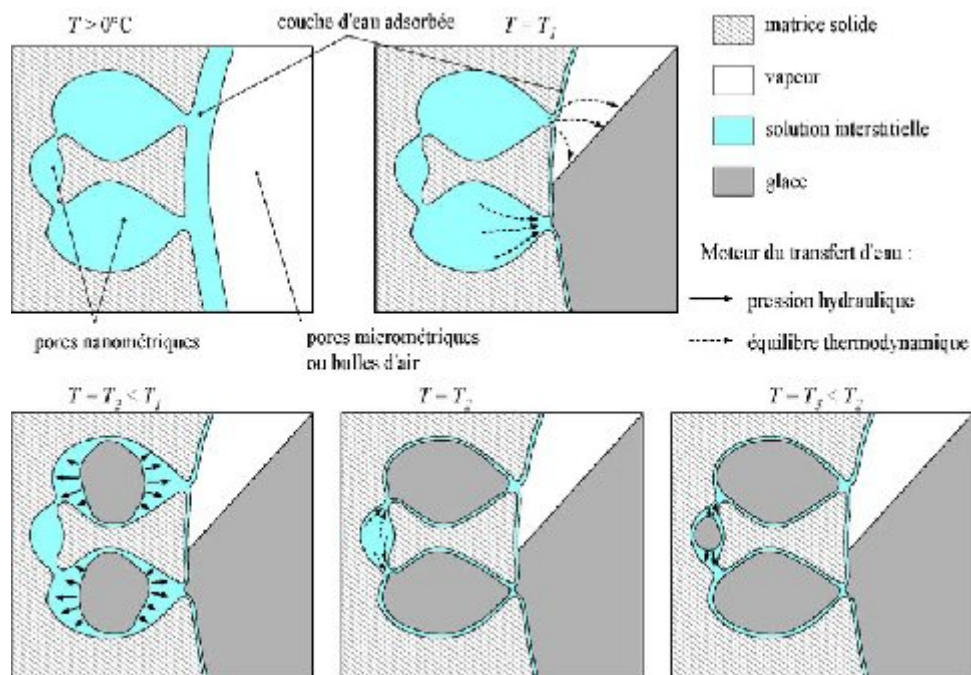 T > 0°C
couche d'eau adsorbée
T = T₁
matrice solide
vapeur
solution interstitielle
glace
Moteur du transfert d'eau :
pression hydraulique
équilibre thermodynamique
pores nanométriques
pores micrométriques
ou bulles d'air
T = T₂ < T₁
T = T₂
T = T₃ < T₂